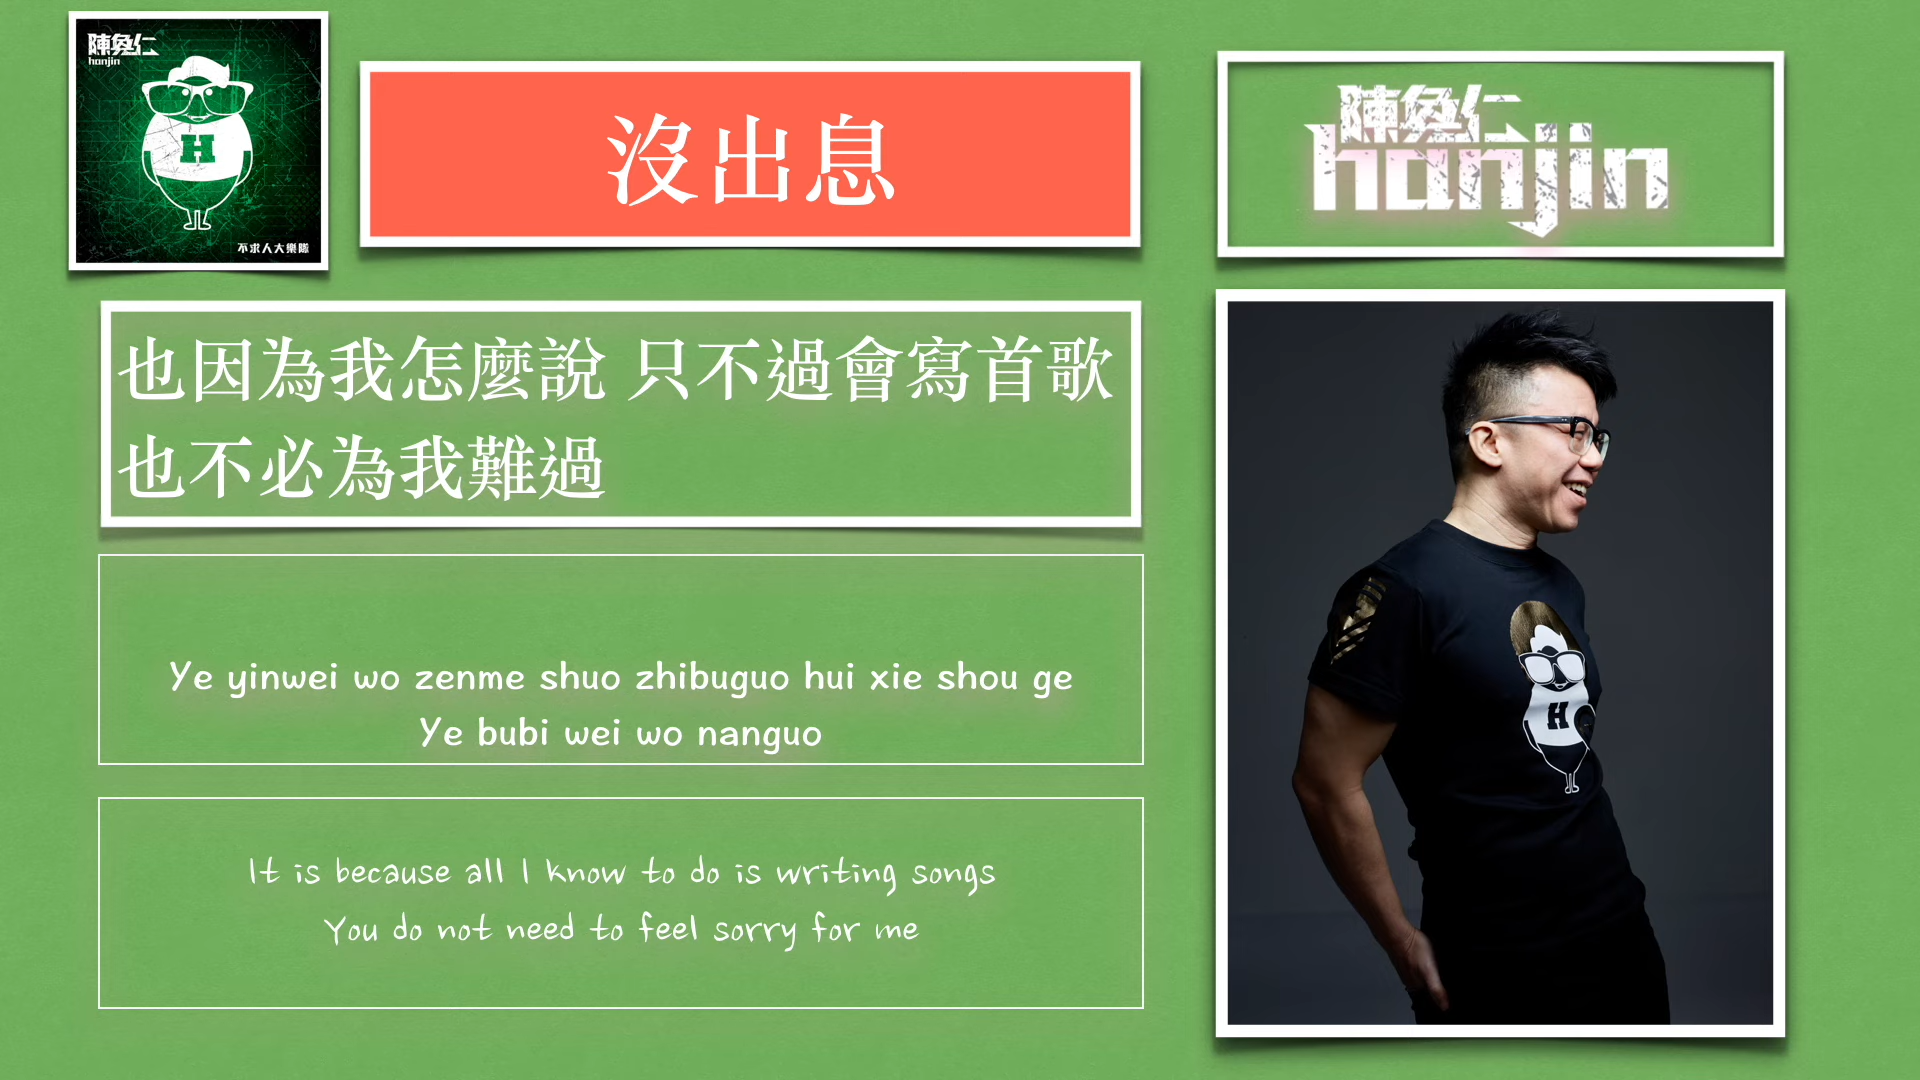 陳奐仁
hanjin
H
不求人大樂隊
沒出息
陳奐仁
hanjin
也因為我怎麼說 只不過會寫首歌
也不必為我難過
Ye yinwei wo zenme shuo zhibuguo hui xie shou ge
Ye bubi wei wo nanguo
It is because all I know to do is writing songs
You do not need to feel sorry for me
H